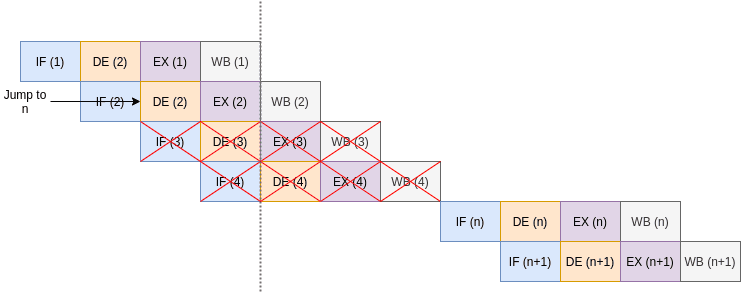 IF (1) DE (2) EX (1) WB (1)
Jump to
n
IF (2) DE (2) EX (2) WB (2)
IF (3) DE (3) EX (3) WB (3)
IF (4) DE (4) EX (4) WB (4)
IF (n) DE (n) EX (n) WB (n)
IF (n+1) DE (n+1) EX (n+1) WB (n+1)